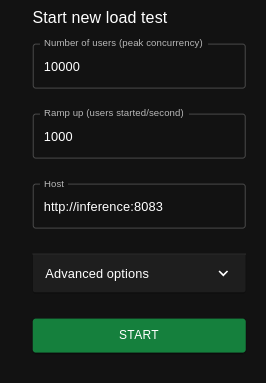 Start new load test
Number of users (peak concurrency)
10000
Ramp up (users started/second)
1000
Host
http://inference:8083
Advanced options
START